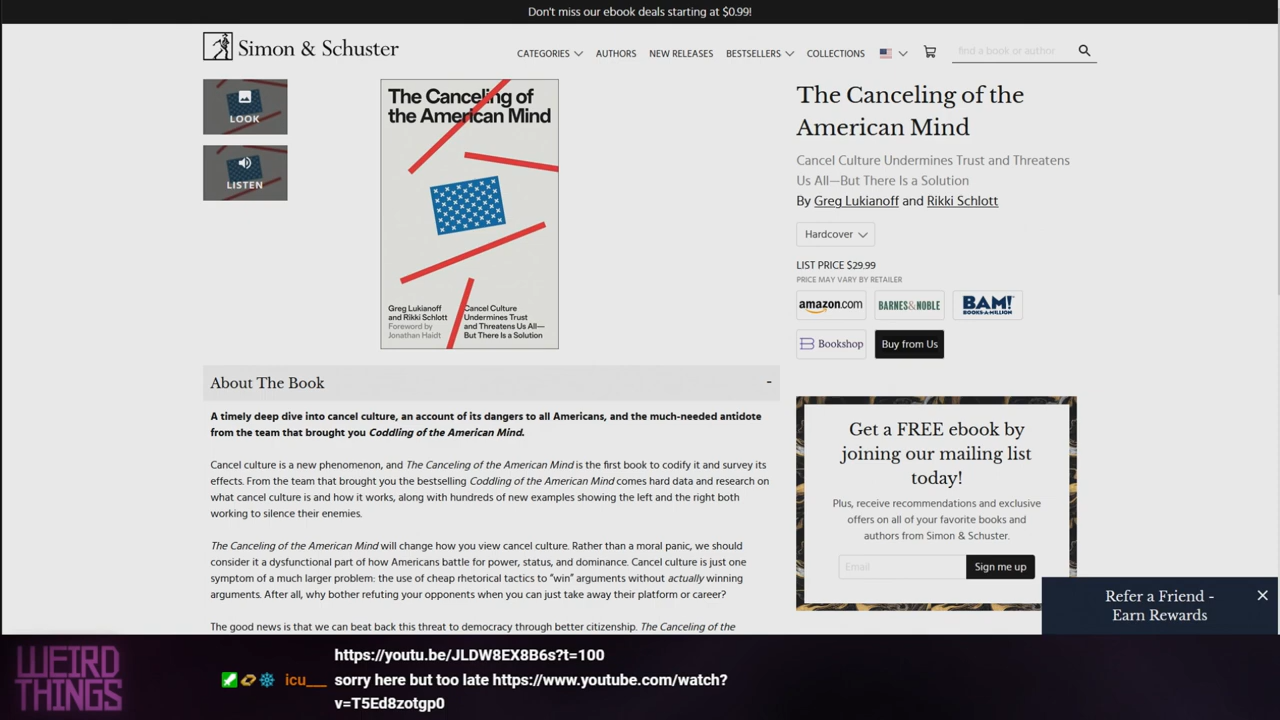 Don't miss our ebook deals starting at $0.99!
Simon & Schuster
CATEGORIES AUTHORS NEW RELEASES BESTSELLERS COLLECTIONS find a book or author
LOOK
LISTEN
The Canceling of
the American Mind
Greg Lukianoff
and Rikki Schlott
Foreword by
Jonathan Haidt
Cancel Culture
Undermines Trust
and Threatens Us All—
But There Is a Solution
The Canceling of the
American Mind
Cancel Culture Undermines Trust and Threatens
Us All—But There Is a Solution
By Greg Lukianoff and Rikki Schlott
Hardcover
LIST PRICE $29.99
PRICE MAY VARY BY RETAILER
amazon.com BARNES&NOBLE BAM!
BOOKS·A·MILLION
Bookshop Buy from Us
About The Book -
A timely deep dive into cancel culture, an account of its dangers to all Americans, and the much-needed antidote
from the team that brought you Coddling of the American Mind.
Cancel culture is a new phenomenon, and The Canceling of the American Mind is the first book to codify it and survey its
effects. From the team that brought you the bestselling Coddling of the American Mind comes hard data and research on
what cancel culture is and how it works, along with hundreds of new examples showing the left and the right both
working to silence their enemies.
The Canceling of the American Mind will change how you view cancel culture. Rather than a moral panic, we should
consider it a dysfunctional part of how Americans battle for power, status, and dominance. Cancel culture is just one
symptom of a much larger problem: the use of cheap rhetorical tactics to “win” arguments without actually winning
arguments. After all, why bother refuting your opponents when you can just take away their platform or career?
The good news is that we can beat back this threat to democracy through better citizenship. The Canceling of the
Get a FREE ebook by
joining our mailing list
today!
Plus, receive recommendations and exclusive
offers on all of your favorite books and
authors from Simon & Schuster.
Email Sign me up
Refer a Friend -
Earn Rewards
WEIRD
THINGS
https://youtu.be/JLDW8EX8B6s?t=100
icu___ sorry here but too late https://www.youtube.com/watch?
v=T5Ed8zotgp0